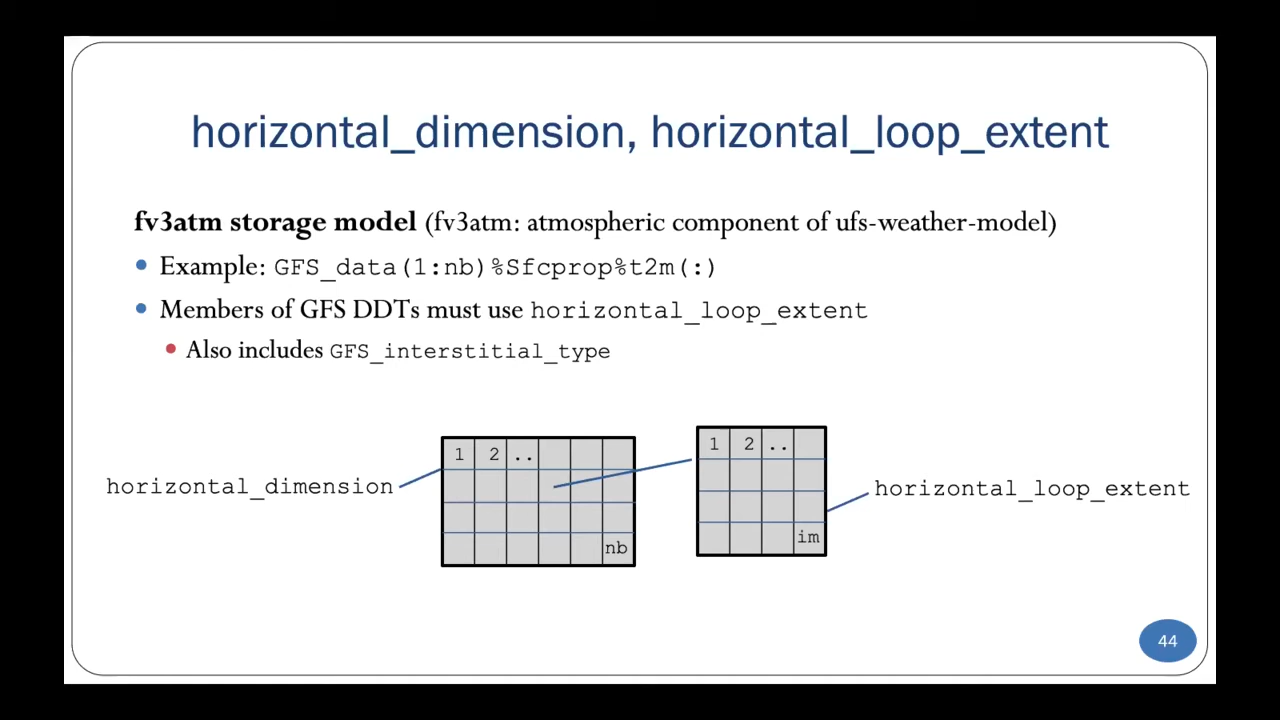 horizontal_dimension, horizontal_loop_extent
fv3atm storage model (fv3atm: atmospheric component of ufs-weather-model)
Example: GFS_data(1:nb)%Sfcprop%t2m(:)
Members of GFS DDTs must use horizontal_loop_extent
Also includes GFS_interstitial_type
horizontal_dimension
1 2 ..
nb
1 2 ..
im
horizontal_loop_extent
44